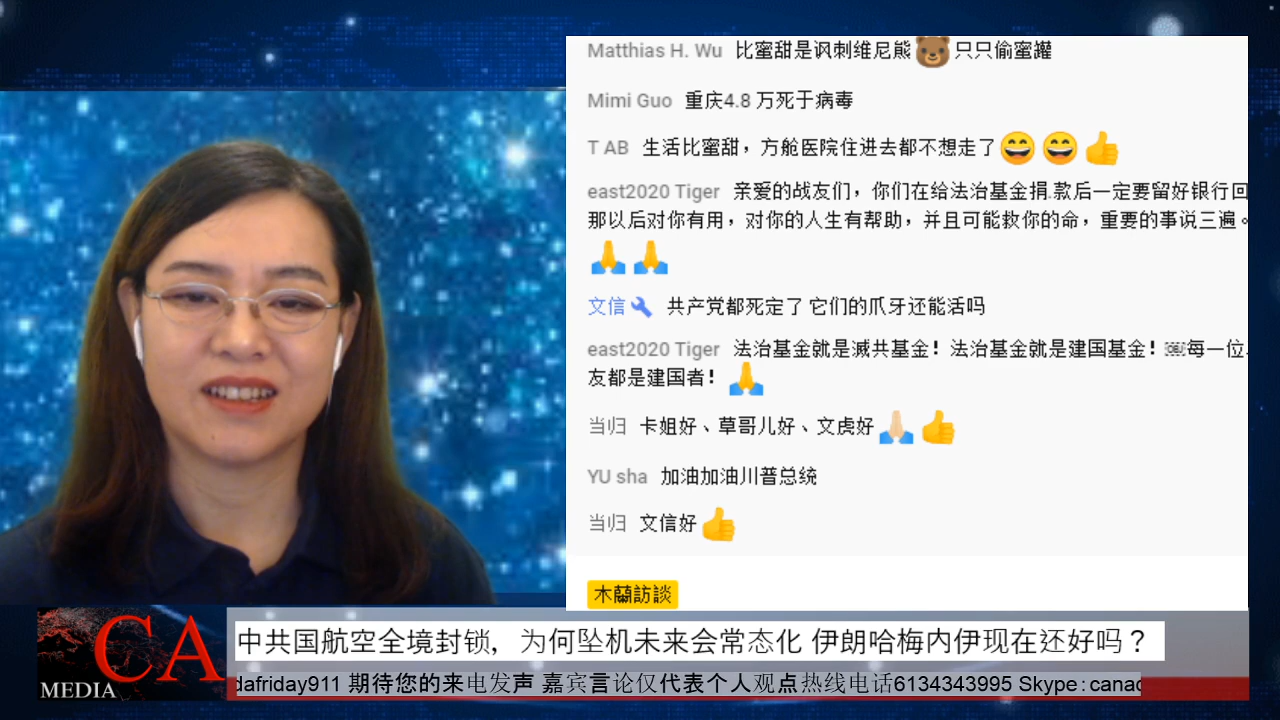 Matthias H. Wu 比蜜甜是讽刺维尼熊🐻只只偷蜜罐
Mimi Guo 重庆4.8 万死于病毒
T AB 生活比蜜甜，方舱医院住进去都不想走了😄😄👍
east2020 Tiger 亲爱的战友们，你们在给法治基金捐.款后一定要留好银行回
那以后对你有用，对你的人生有帮助，并且可能救你的命，重要的事说三遍。
🙏🙏
文信🔧 共产党都死定了 它们的爪牙还能活吗
east2020 Tiger 法治基金就是滅共基金！法治基金就是建国基金！￼每一位
友都是建国者！🙏
当归 卡姐好、草哥儿好、文虔好🙏🏻👍
YU sha 加油加油川普总统
当归 文信好👍
木蘭訪談
CA
MEDIA
中共国航空全境封锁，为何坠机未来会常态化 伊朗哈梅内伊现在还好吗？
dafriday911 期待您的来电发声 嘉宾言论仅代表个人观点热线电话6134343995 Skype:canad